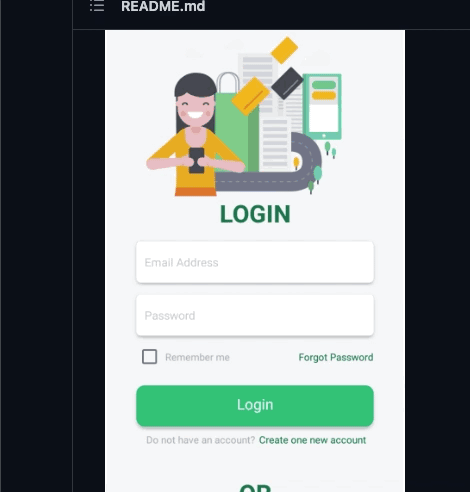 README.md
LOGIN
Email Address
Password
Remember me Forgot Password
Login
Do not have an account? Create one new account
OR